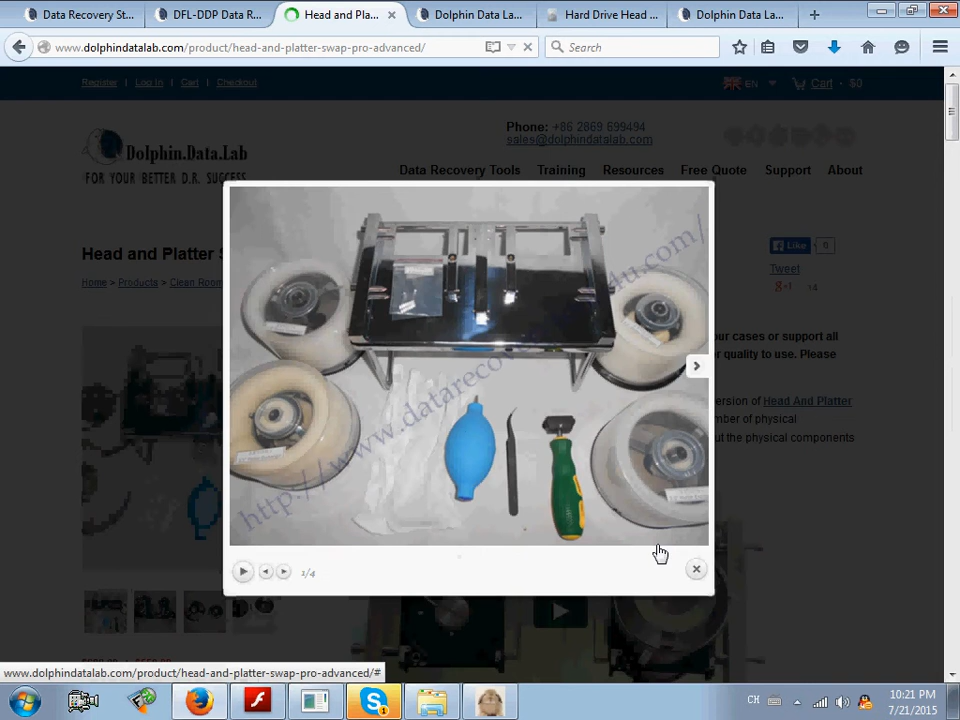 Data Recovery St...
DFL-DDP Data R...
Head and Pla...
Dolphin Data La...
Hard Drive Head ...
Dolphin Data La...
www.dolphindatalab.com/product/head-and-platter-swap-pro-advanced/
Search
Register | Log in | Cart | Checkout
EN
Cart - $0
Dolphin.Data.Lab
FOR YOUR BETTER D.R. SUCCESS
Phone: +86 2869 699494
sales@dolphindatalab.com
Data Recovery Tools Training Resources Free Quote Support About
Head and Platter
Like 0
Home > Products > Clean Room
Tweet
our cases or support all
r quality to use. Please
ersion of Head And Platter
mber of physical
ut the physical components
http://www.datareco
4u.com/
1/4
www.dolphindatalab.com/product/head-and-platter-swap-pro-advanced/#
CH
10:21 PM
7/21/2015